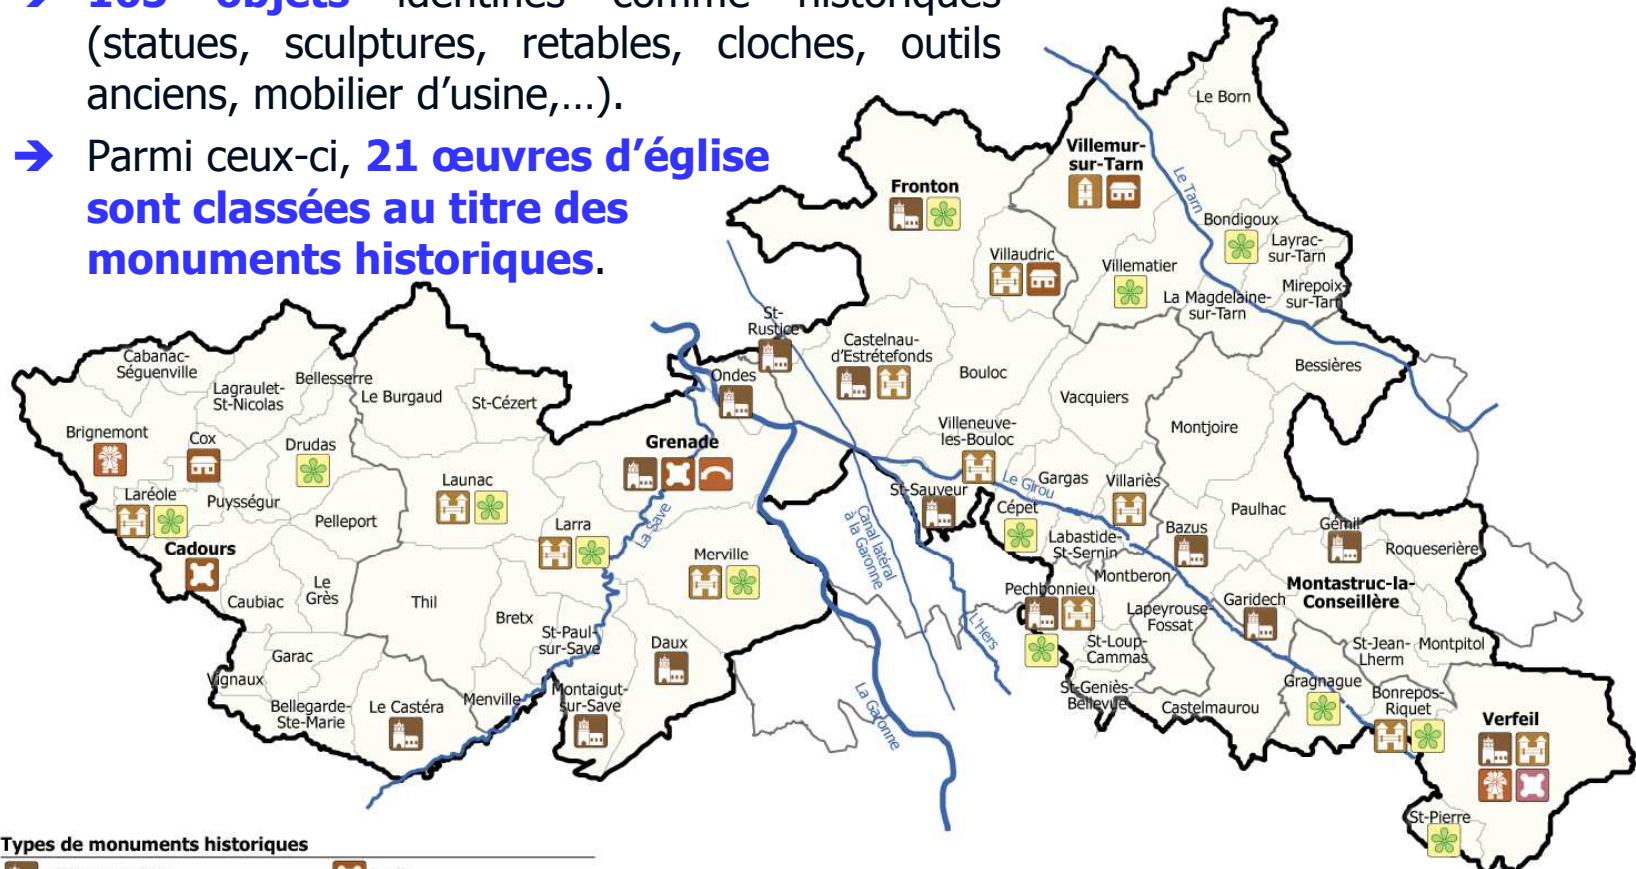 ➔ 163 objets identifiés comme historiques
(statues, sculptures, retables, cloches, outils
anciens, mobilier d'usine,...).
➔ Parmi ceux-ci, 21 œuvres d'église
sont classées au titre des
monuments historiques.
Le Born
Villemur-
sur-Tarn
Le Tarn
Fronton
Bondigoux
Layrac-
sur-Tarn
Villaudric
Villematier
La Magdelaine-
sur-Tarn
Mirepoix-
sur-Tarn
St-
Rustice
Castelnau-
d'Estrétefonds
Bouloc
Bessières
Cabanac-
Séguenville
Lagraulet-
St-Nicolas
Bellesserre
Le Burgaud
St-Cézert
Ondes
Vacquiers
Montjoire
Brignemont
Cox
Drudas
Grenade
Villeneuve-
les-Bouloc
Le Girou
Gargas
Villariès
Laréole
Puysségur
Pelleport
Launac
Larra
La Save
St-Sauveur
Cépet
Labastide-
St-Sernin
Bazus
Paulhac
Gémil
Roqueserière
Cadours
Merville
Canal latéral
à la Garonne
Caubiac
Le
Grès
Thil
Bretx
St-Paul-
sur-Save
Daux
L'Hers
Pechbonnieu
Montberon
Lapeyrouse-
Fossat
Garidech
Montastruc-la-
Conseillère
St-Loup-
Cammas
St-Jean-
Lherm
Montpitol
Garac
Vignaux
Bellegarde-
Ste-Marie
Le Castéra
Menville
Montaigut-
sur-Save
La Garonne
St-Geniès-
Bellevue
Castelmaurou
Gragnague
Bonrepos-
Riquet
Verfeil
St-Pierre
Types de monuments historiques